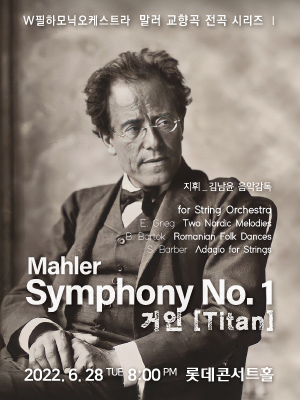 W필하모닉오케스트라 말러 교향곡 전곡 시리즈 I
지휘_김남윤 음악감독
for String Orchestra
E. Grieg Two Nordic Melodies
B. Bartok Romanian Folk Dances
S. Barber Adagio for Strings
Mahler
Symphony No. 1
거인 [Titan]
2022. 6. 28 TUE 8:00 PM 롯데콘서트홀